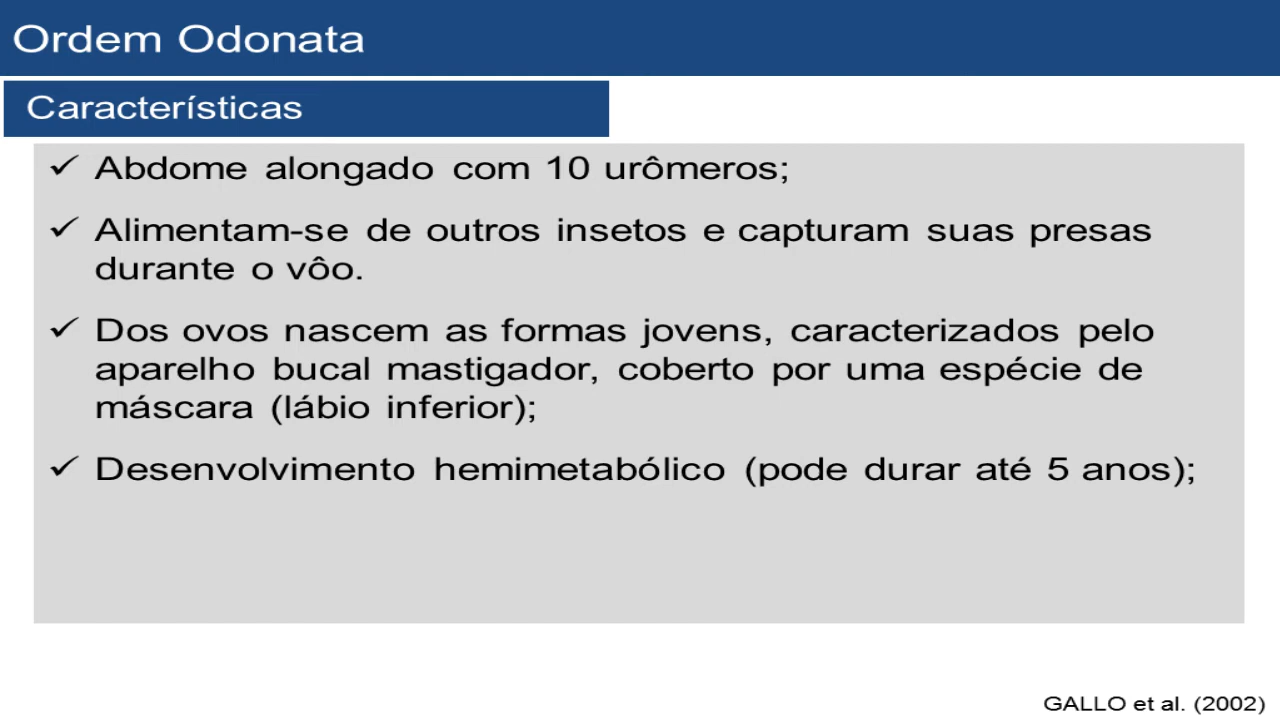 Ordem Odonata
Características
✓ Abdome alongado com 10 urômeros;
✓ Alimentam-se de outros insetos e capturam suas presas
durante o vôo.
✓ Dos ovos nascem as formas jovens, caracterizados pelo
aparelho bucal mastigador, coberto por uma espécie de
máscara (lábio inferior);
✓ Desenvolvimento hemimetabólico (pode durar até 5 anos);
GALLO et al. (2002)